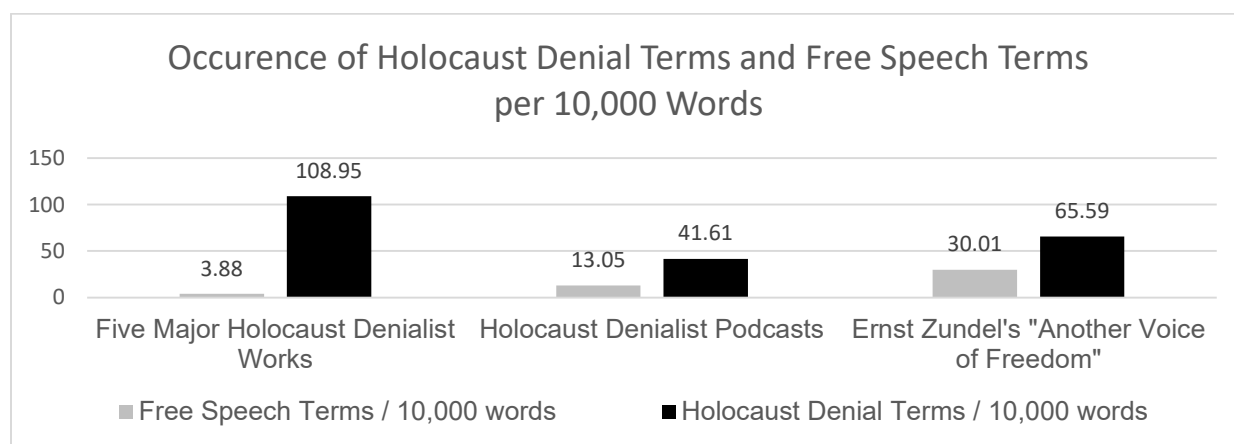 Occurence of Holocaust Denial Terms and Free Speech Terms
per 10,000 Words
150
100
50
0
3.88
108.95
13.05
41.61
30.01
65.59
Five Major Holocaust Denialist
Works
Holocaust Denialist Podcasts
Ernst Zundel's "Another Voice
of Freedom"
Free Speech Terms / 10,000 words
Holocaust Denial Terms / 10,000 words